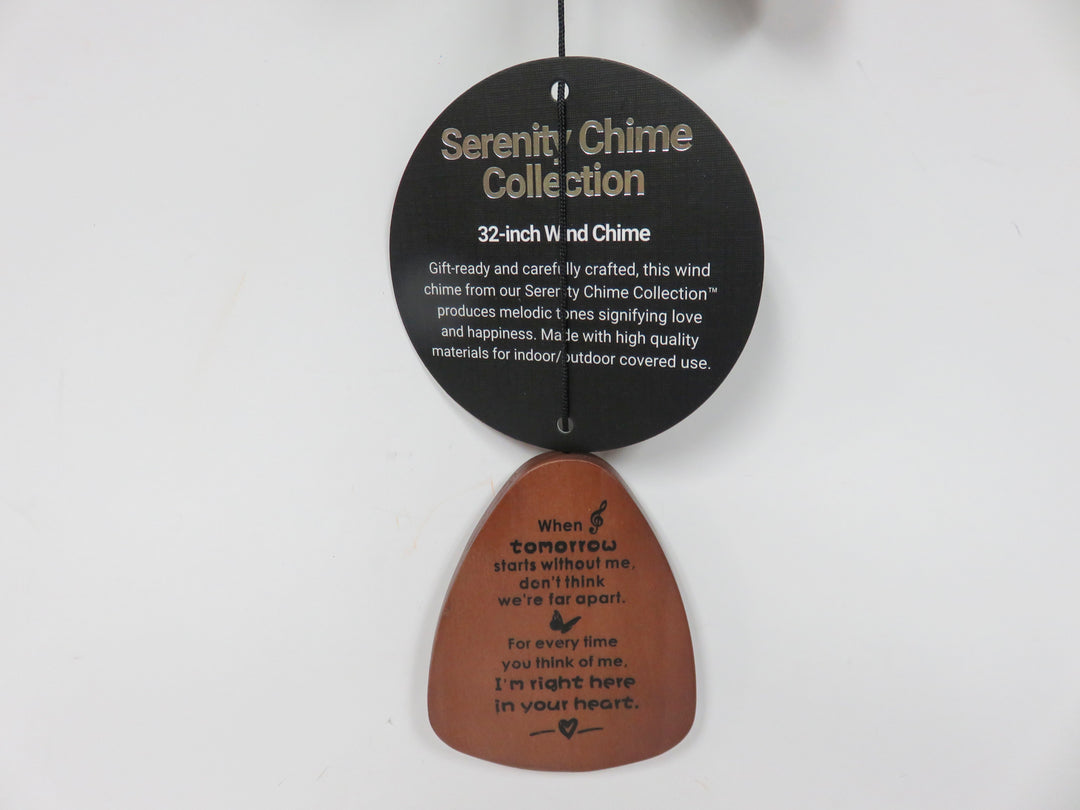 Serenity Chime
Collection
32-inch Wind Chime
Gift-ready and carefully crafted, this wind
chime from our Serenity Chime Collection™
produces melodic tones signifying love
and happiness. Made with high quality
materials for indoor/outdoor covered use.
When
tomorrow
starts without me,
don't think
we're far apart.
For every time
you think of me,
I'm right here
in your heart.